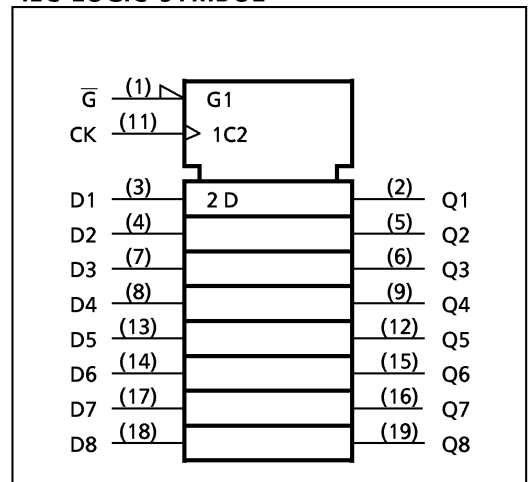 IEC LOGIC SYMBOL
G̅ (1) G1
CK (11) 1C2
D1 (3) 2D (2) Q1
D2 (4) (5) Q2
D3 (7) (6) Q3
D4 (8) (9) Q4
D5 (13) (12) Q5
D6 (14) (15) Q6
D7 (17) (16) Q7
D8 (18) (19) Q8